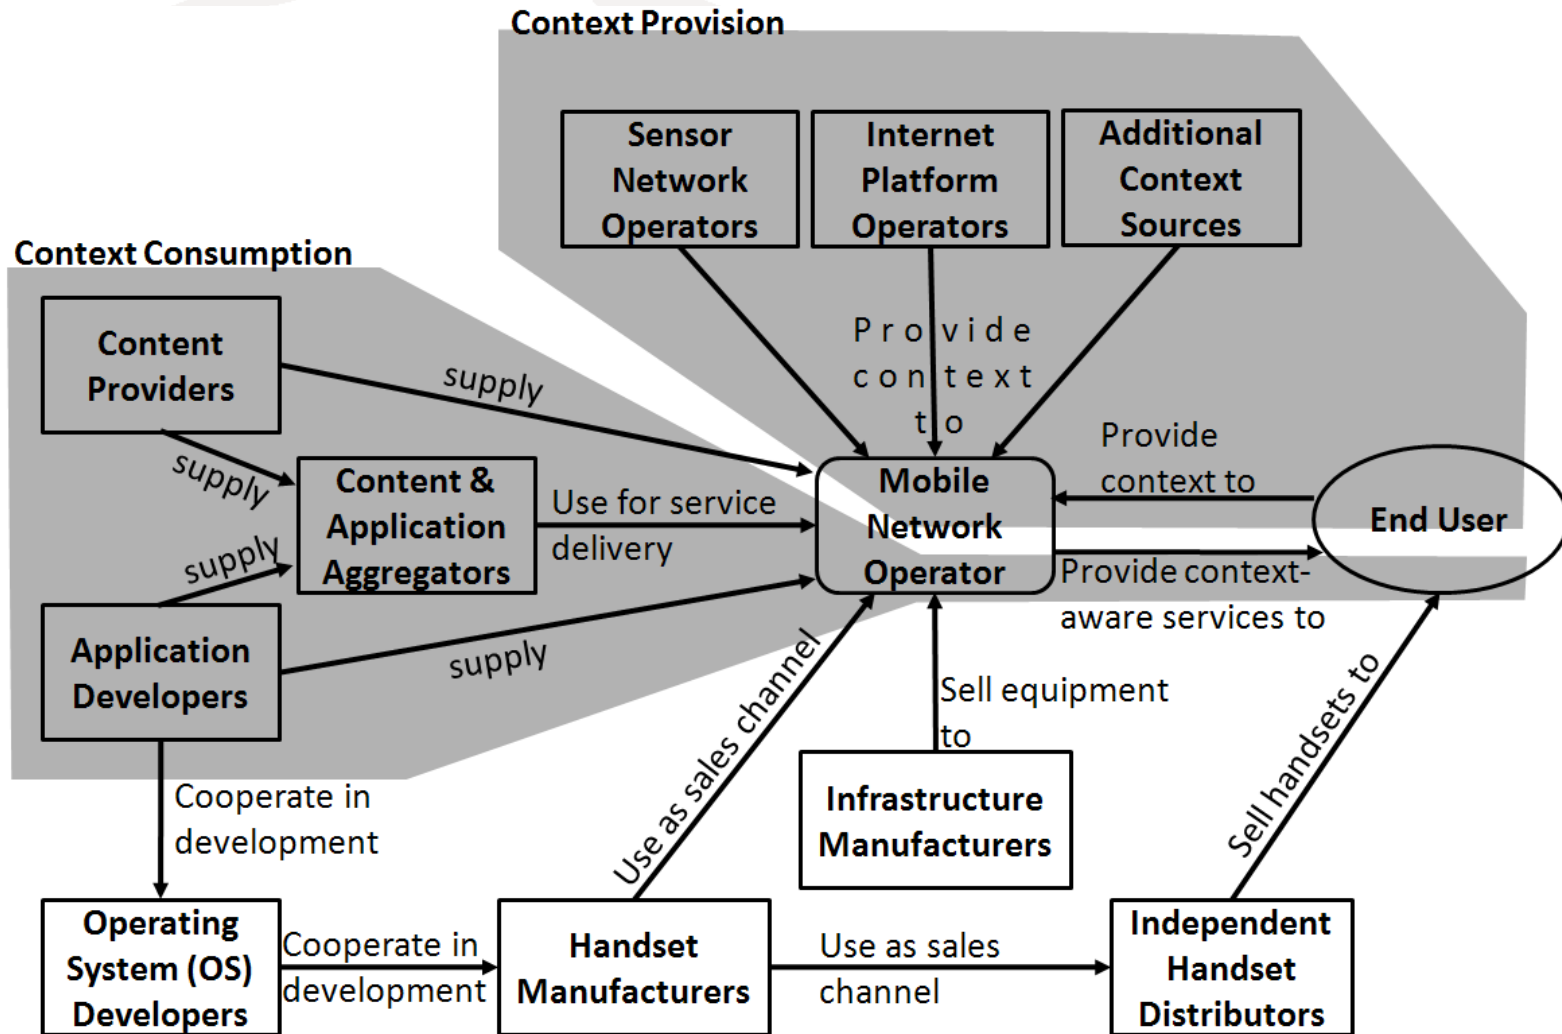 Context Provision
Sensor
Network
Operators
Internet
Platform
Operators
Additional
Context
Sources
Context Consumption
Content
Providers
supply
Provide
context
to
supply
Content &
Application
Aggregators
Use for service
delivery
Mobile
Network
Operator
Provide
context to
End User
supply
Provide context-
aware services to
Application
Developers
supply
Use as sales channel
Sell equipment
to
Sell handsets to
Cooperate in
development
Infrastructure
Manufacturers
Operating
System (OS)
Developers
Cooperate in
development
Handset
Manufacturers
Use as sales
channel
Independent
Handset
Distributors